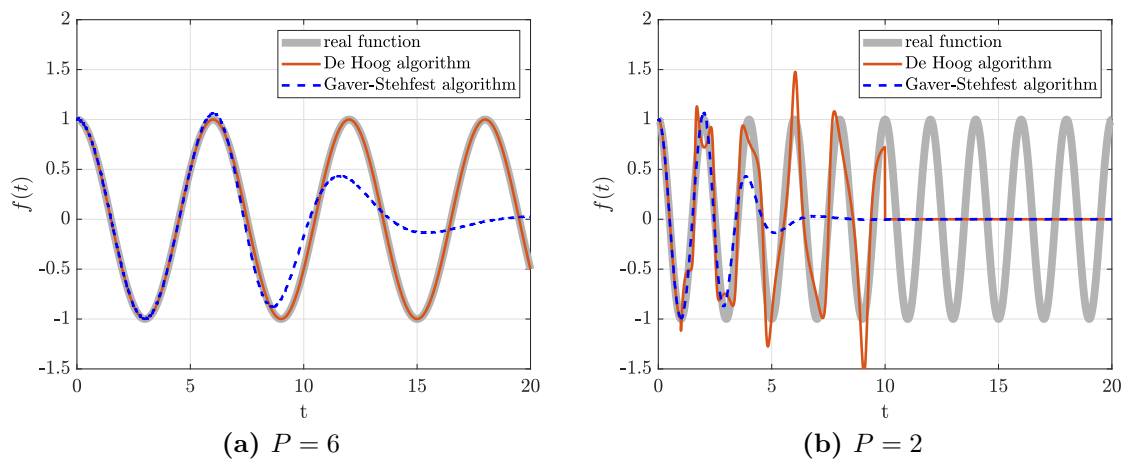 2
1.5
1
0.5
0
-0.5
-1
-1.5
f(t)
0 5 10 15 20
t
real function
De Hoog algorithm
Gaver-Stehfest algorithm
(a) P = 6
2
1.5
1
0.5
0
-0.5
-1
-1.5
f(t)
0 5 10 15 20
t
real function
De Hoog algorithm
Gaver-Stehfest algorithm
(b) P = 2